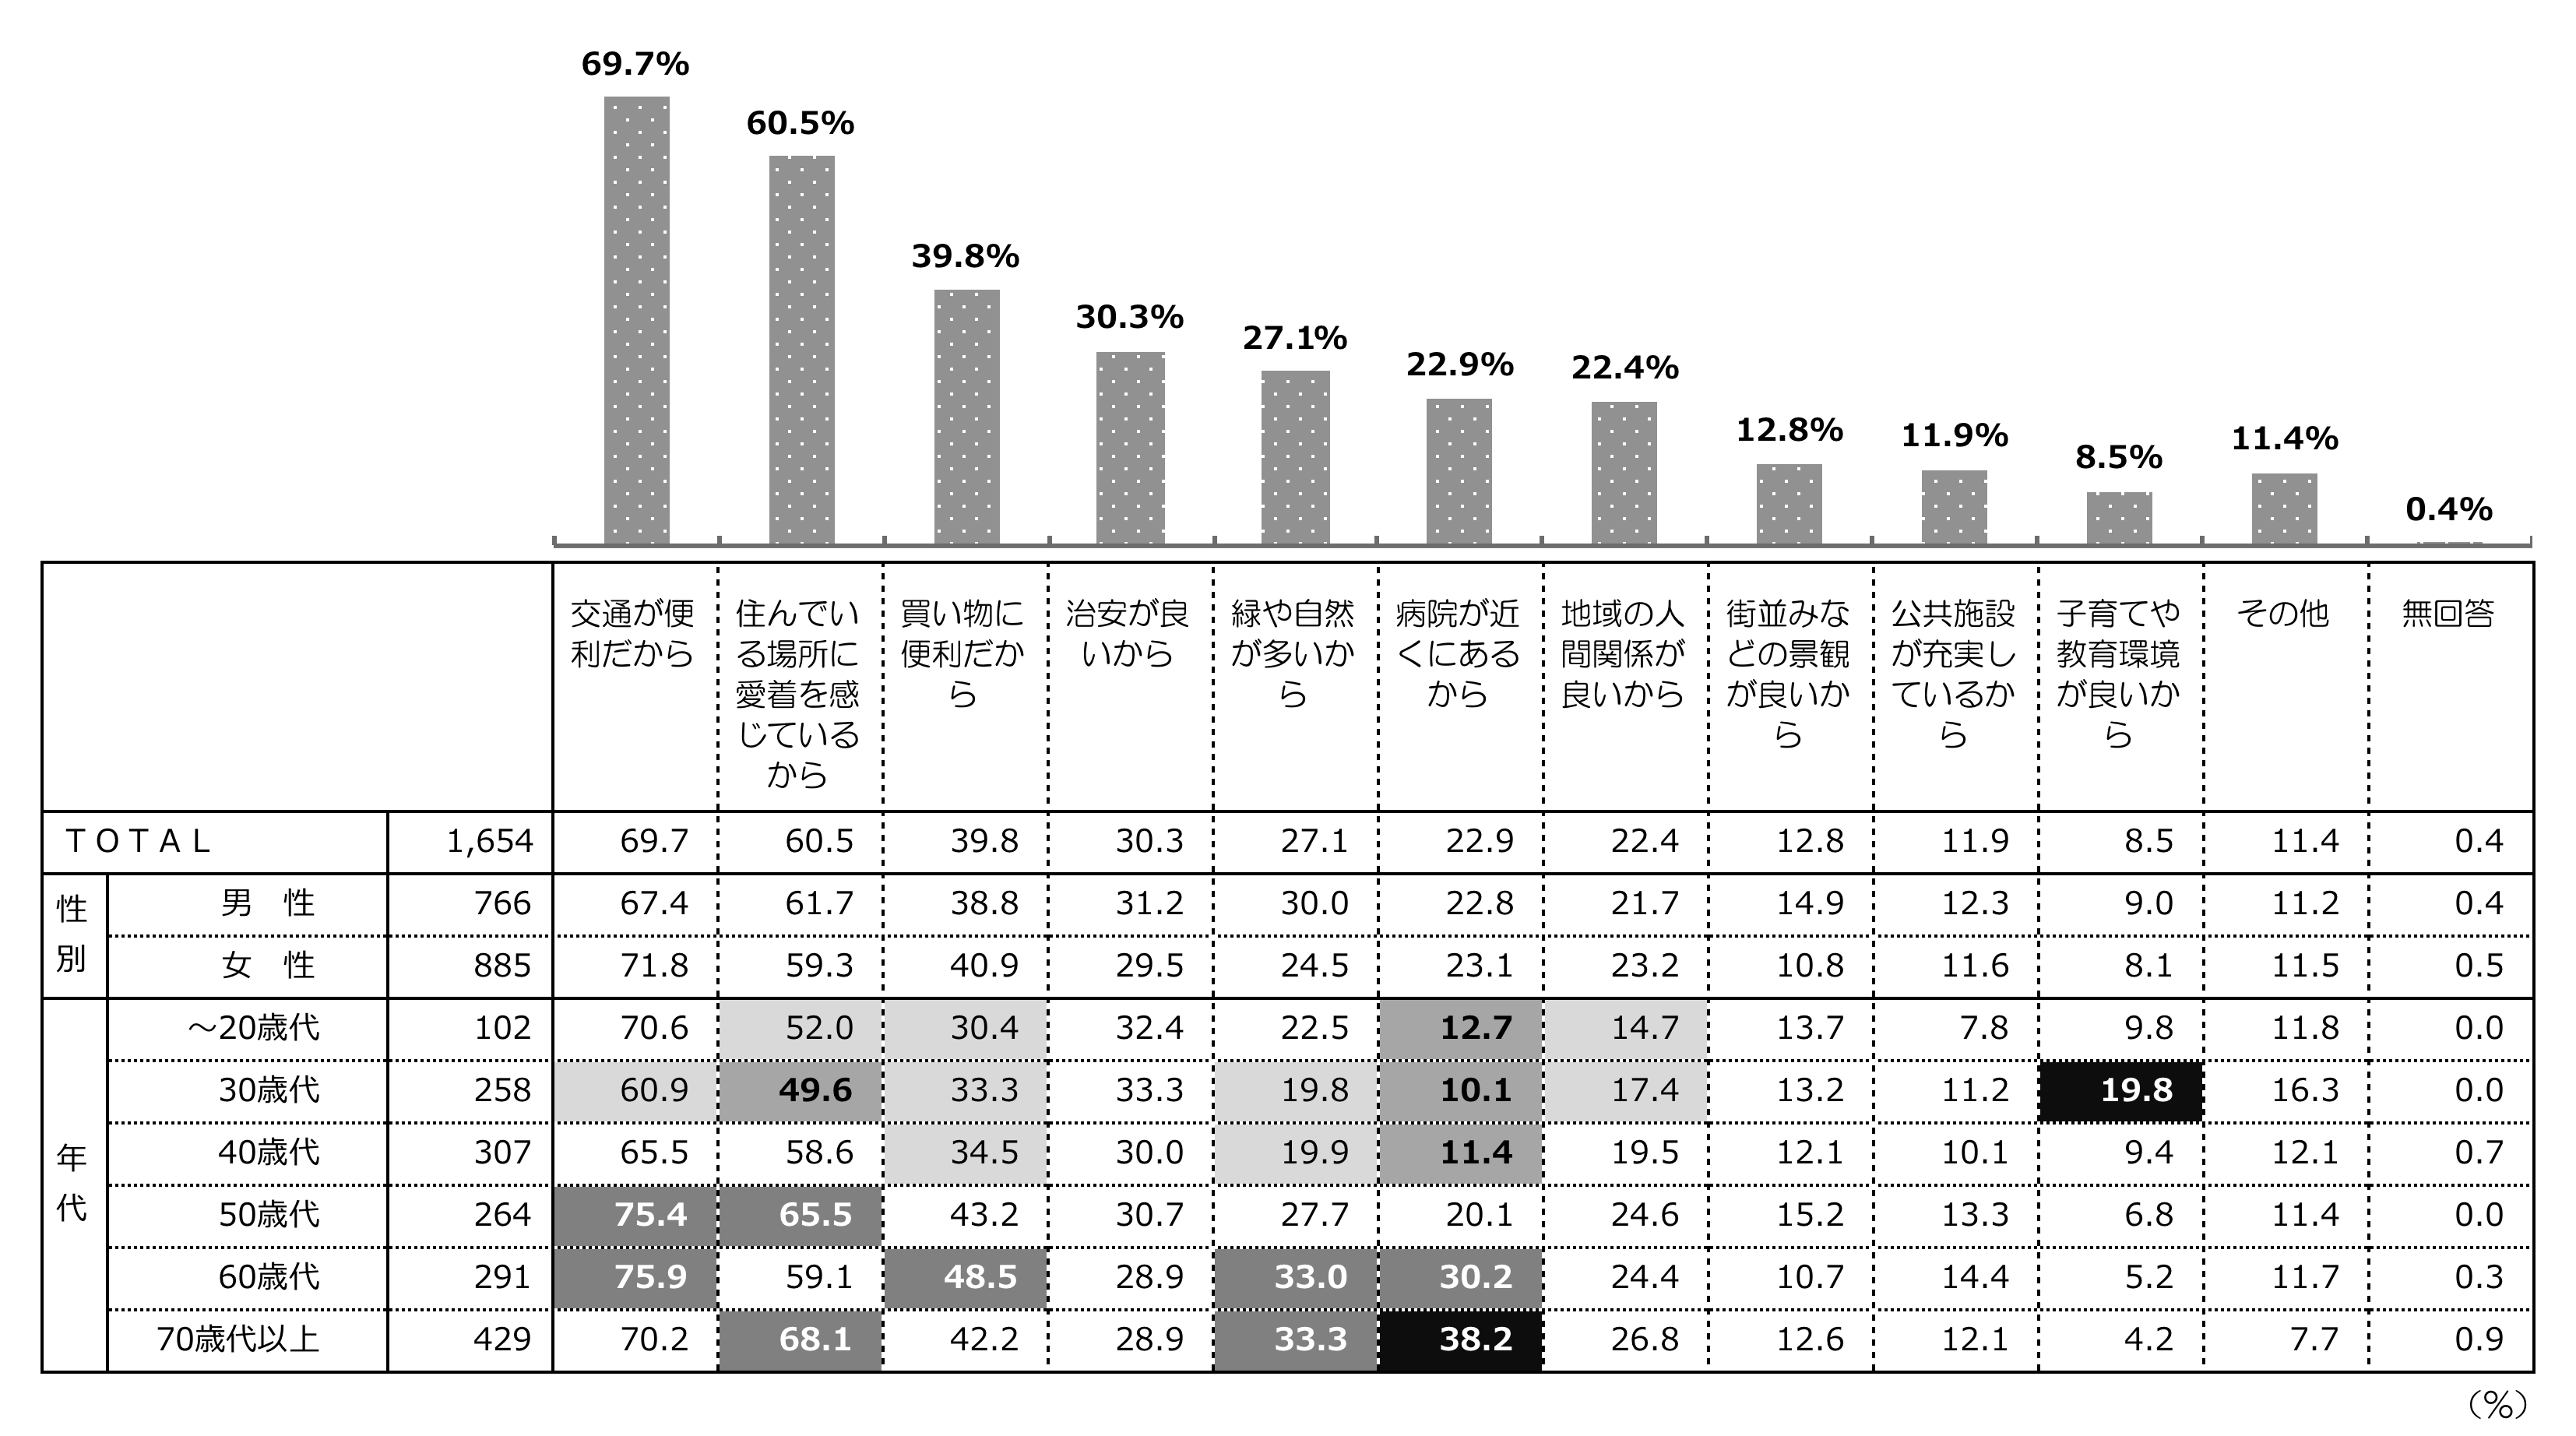 69.7%
60.5%
39.8%
30.3%
27.1%
22.9%
22.4%
12.8%
11.9%
8.5%
11.4%
0.4%
交通が便
利だから
住んでい
る場所に
愛着を感
じている
から
買い物に
便利だか
ら
治安が良
いから
緑や自然
が多いか
ら
病院が近
くにある
から
地域の人
間関係が
良いから
街並みな
どの景観
が良いか
ら
公共施設
が充実し
ているか
ら
子育てや
教育環境
が良いか
ら
その他
無回答
ＴＯＴＡＬ 1,654 69.7 60.5 39.8 30.3 27.1 22.9 22.4 12.8 11.9 8.5 11.4 0.4
性別
男　性 766 67.4 61.7 38.8 31.2 30.0 22.8 21.7 14.9 12.3 9.0 11.2 0.4
女　性 885 71.8 59.3 40.9 29.5 24.5 23.1 23.2 10.8 11.6 8.1 11.5 0.5
年代
～20歳代 102 70.6 52.0 30.4 32.4 22.5 12.7 14.7 13.7 7.8 9.8 11.8 0.0
30歳代 258 60.9 49.6 33.3 33.3 19.8 10.1 17.4 13.2 11.2 19.8 16.3 0.0
40歳代 307 65.5 58.6 34.5 30.0 19.9 11.4 19.5 12.1 10.1 9.4 12.1 0.7
50歳代 264 75.4 65.5 43.2 30.7 27.7 20.1 24.6 15.2 13.3 6.8 11.4 0.0
60歳代 291 75.9 59.1 48.5 28.9 33.0 30.2 24.4 10.7 14.4 5.2 11.7 0.3
70歳代以上 429 70.2 68.1 42.2 28.9 33.3 38.2 26.8 12.6 12.1 4.2 7.7 0.9
（％）